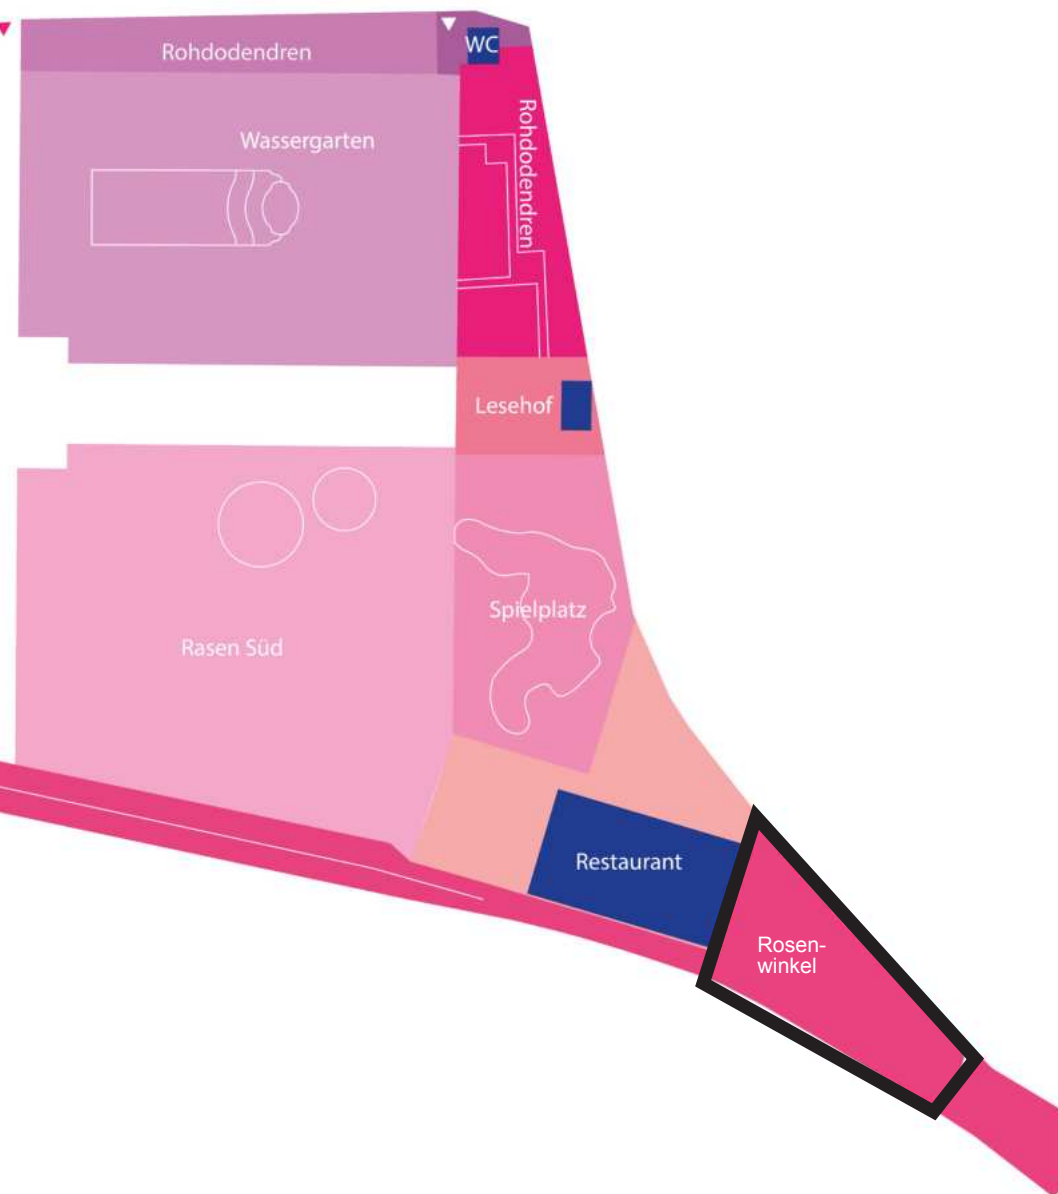 WC
Rohdodendren
Rohdodendren
Wassergarten
Lesehof
Spielplatz
Rasen Süd
Restaurant
Rosen-
winkel